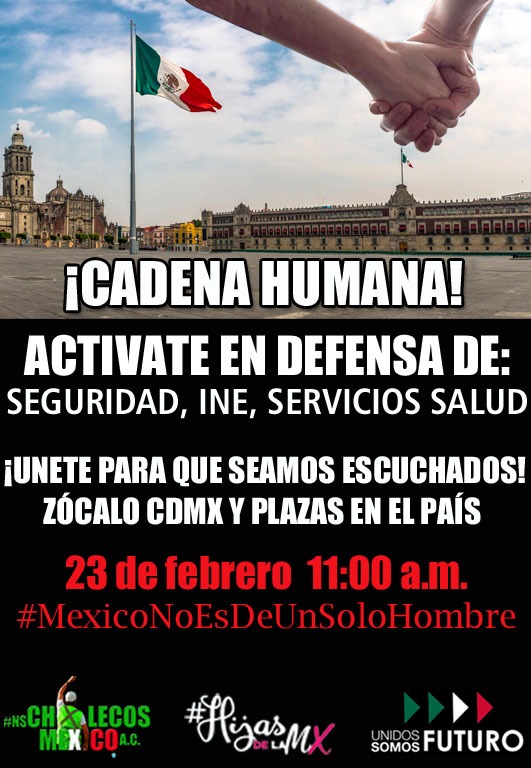 ¡CADENA HUMANA!
ACTIVATE EN DEFENSA DE:
SEGURIDAD, INE, SERVICIOS SALUD
¡UNETE PARA QUE SEAMOS ESCUCHADOS!
ZÓCALO CDMX Y PLAZAS EN EL PAÍS
23 de febrero 11:00 a.m.
#MexicoNoEsDeUnSoloHombre
#NSCHALECOS
MéXICO A.C.
#Hijas
DE LA MX
UNIDOS
SOMOS FUTURO